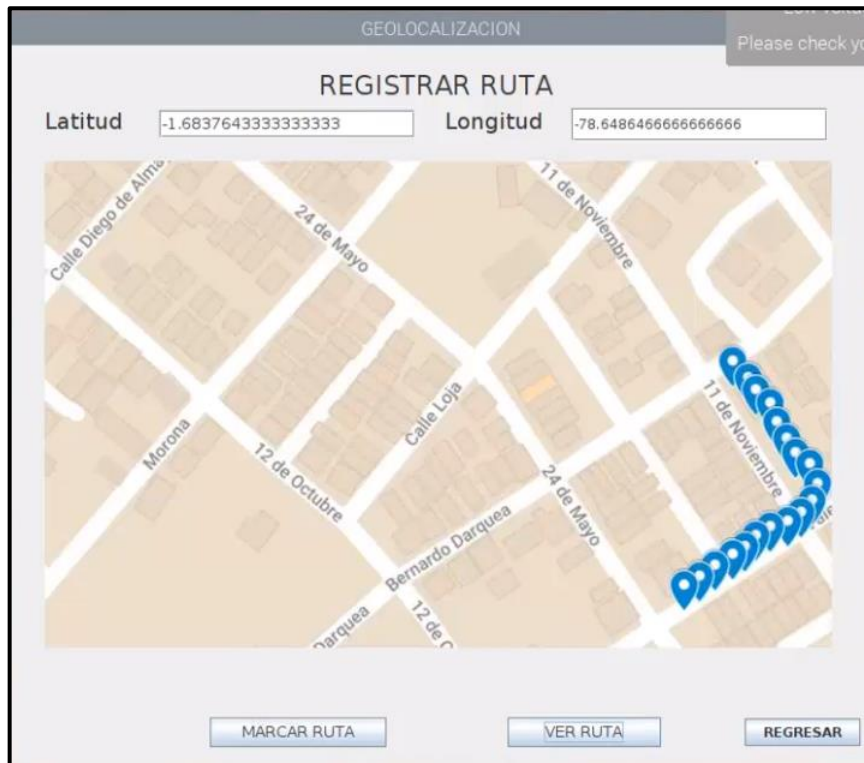 GEOLOCALIZACION
Please check
REGISTRAR RUTA
Latitud -1.6837643333333333 Longitud -78.6486466666666666
Calle Diego de
24 de Mayo
11 de Noviembre
Morona
12 de Octubre
Calle Loja
11 de Noviembre
24 de Mayo
Bernardo Darquea
Darquea
12 de
MARCAR RUTA VER RUTA REGRESAR